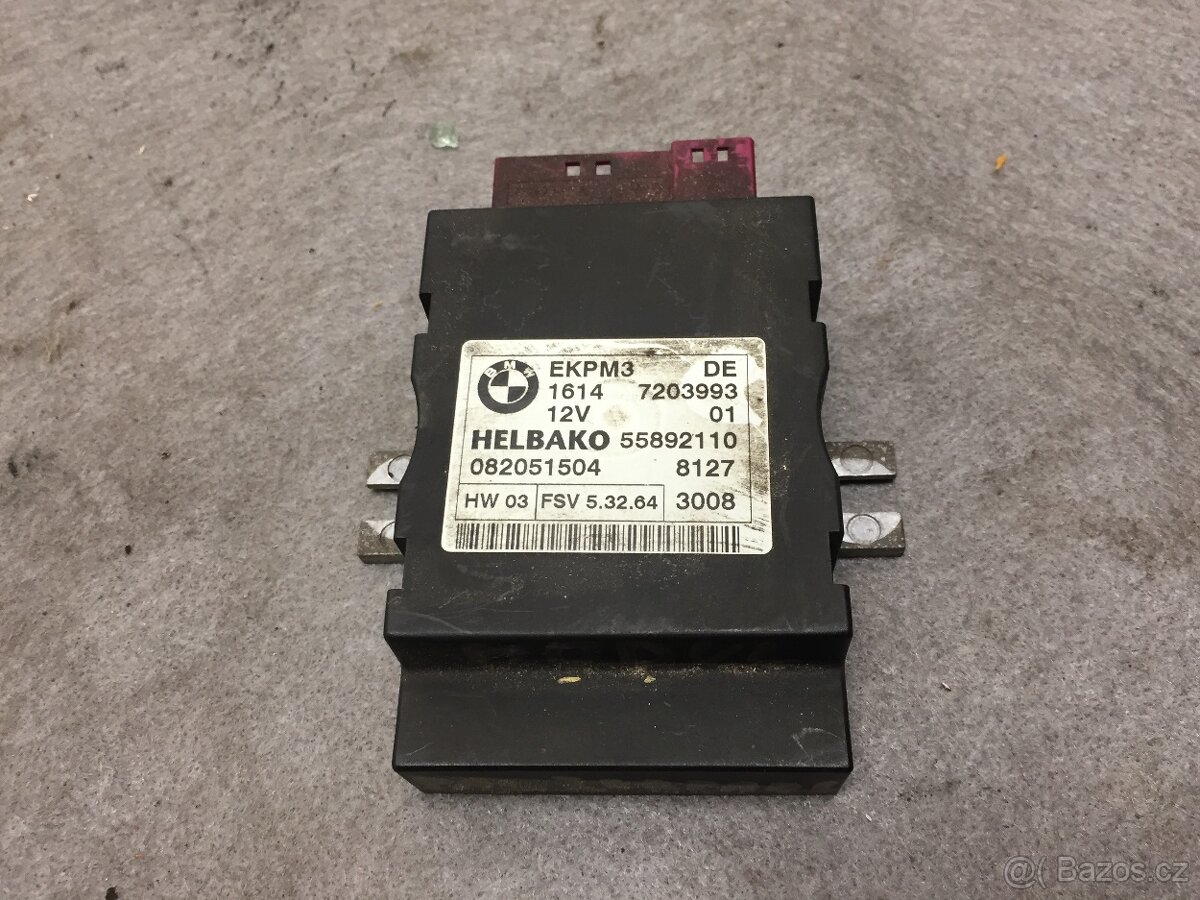 BMW EKPM3 DE
1614 7203993
12V 01
HELBAKO 55892110
082051504 8127
HW 03 FSV 5.32.64 3008
Bazos.cz